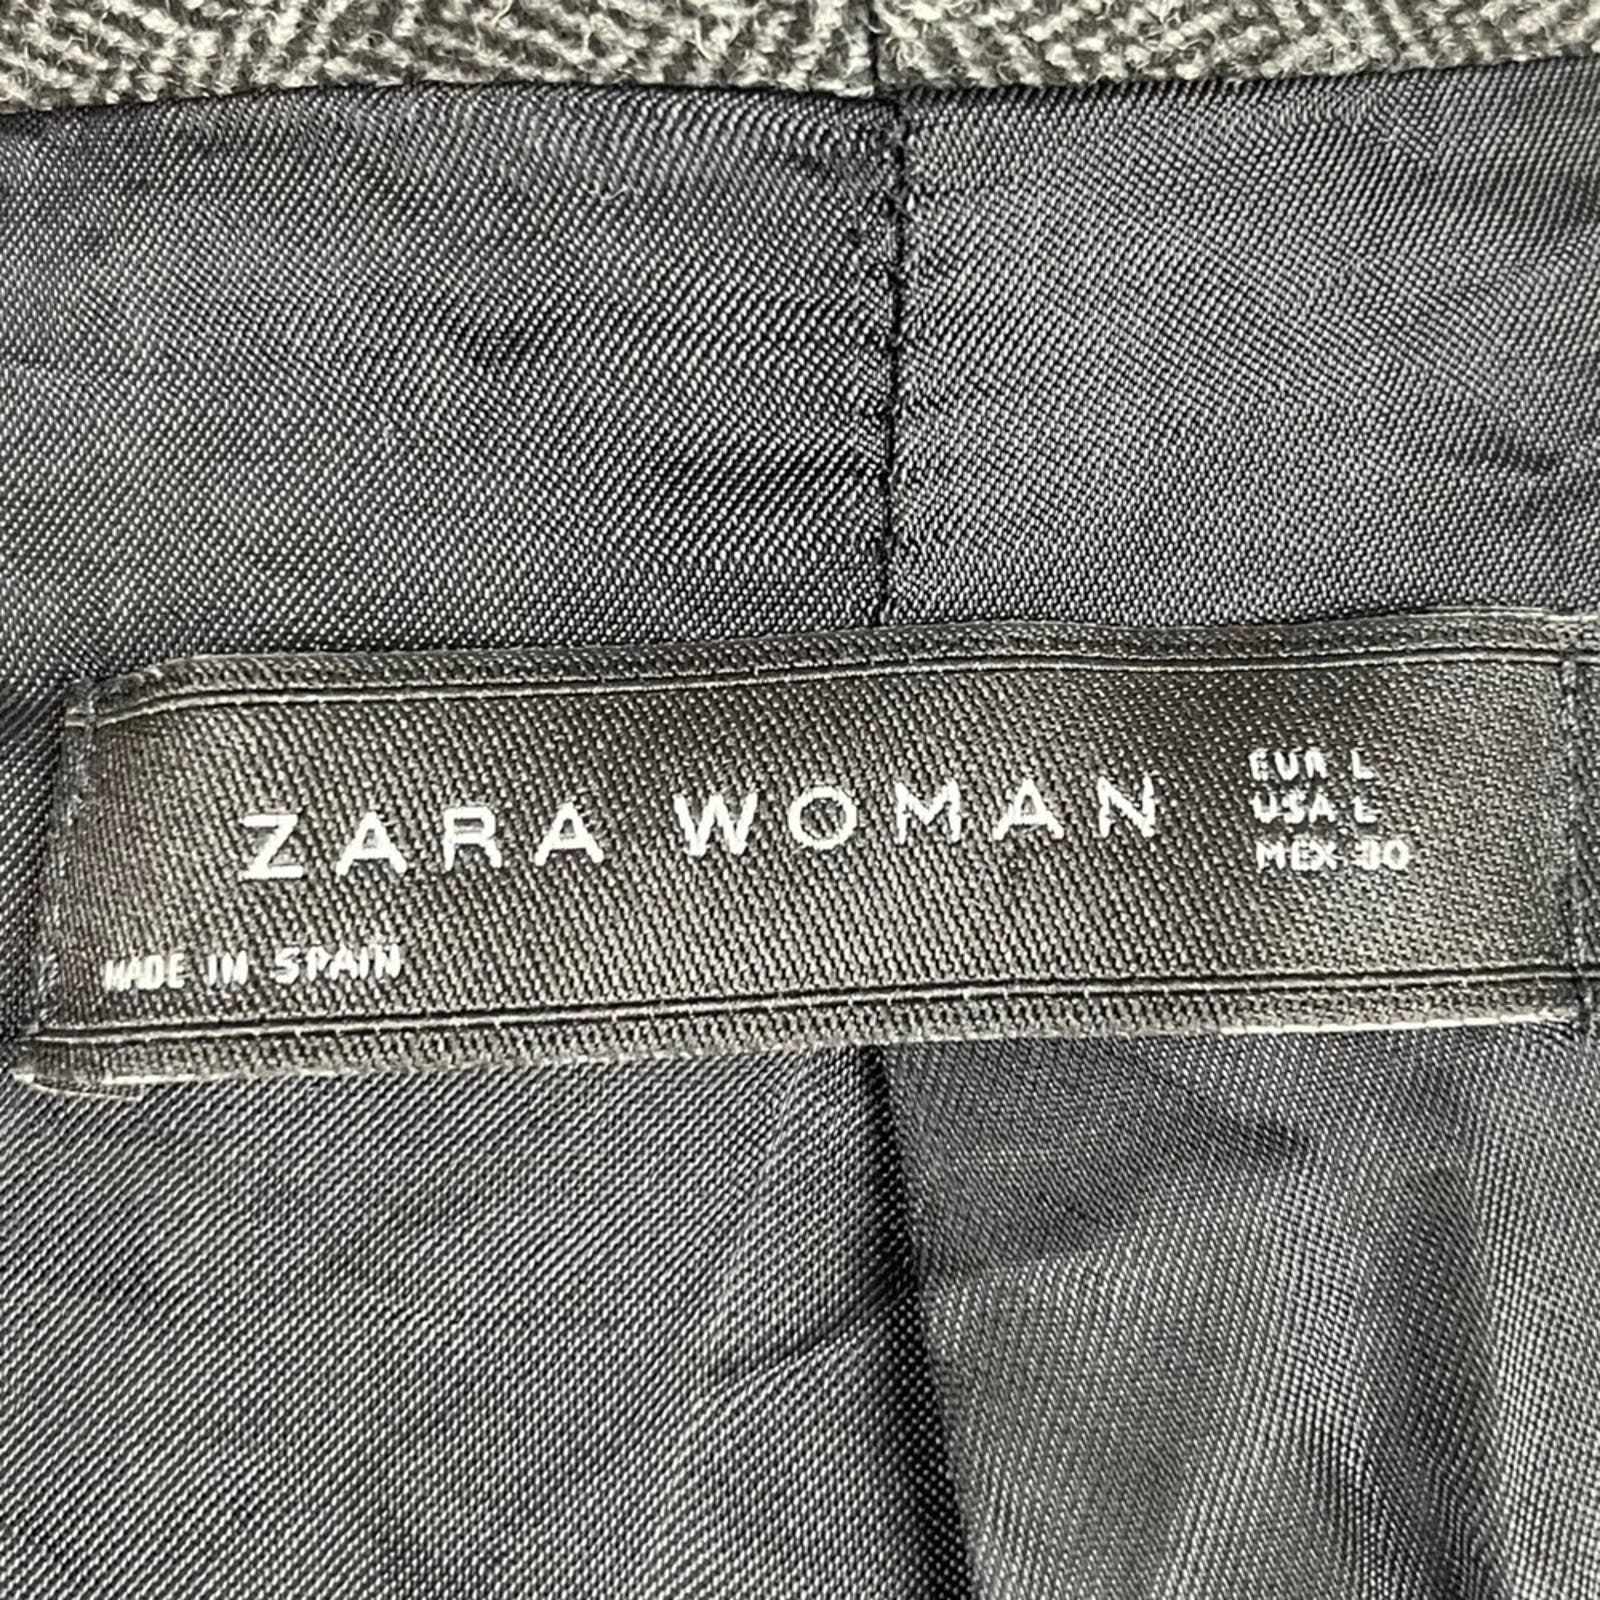 ZARA WOMAN
EUR L
USA L
MEX 30
MADE IN SPAIN